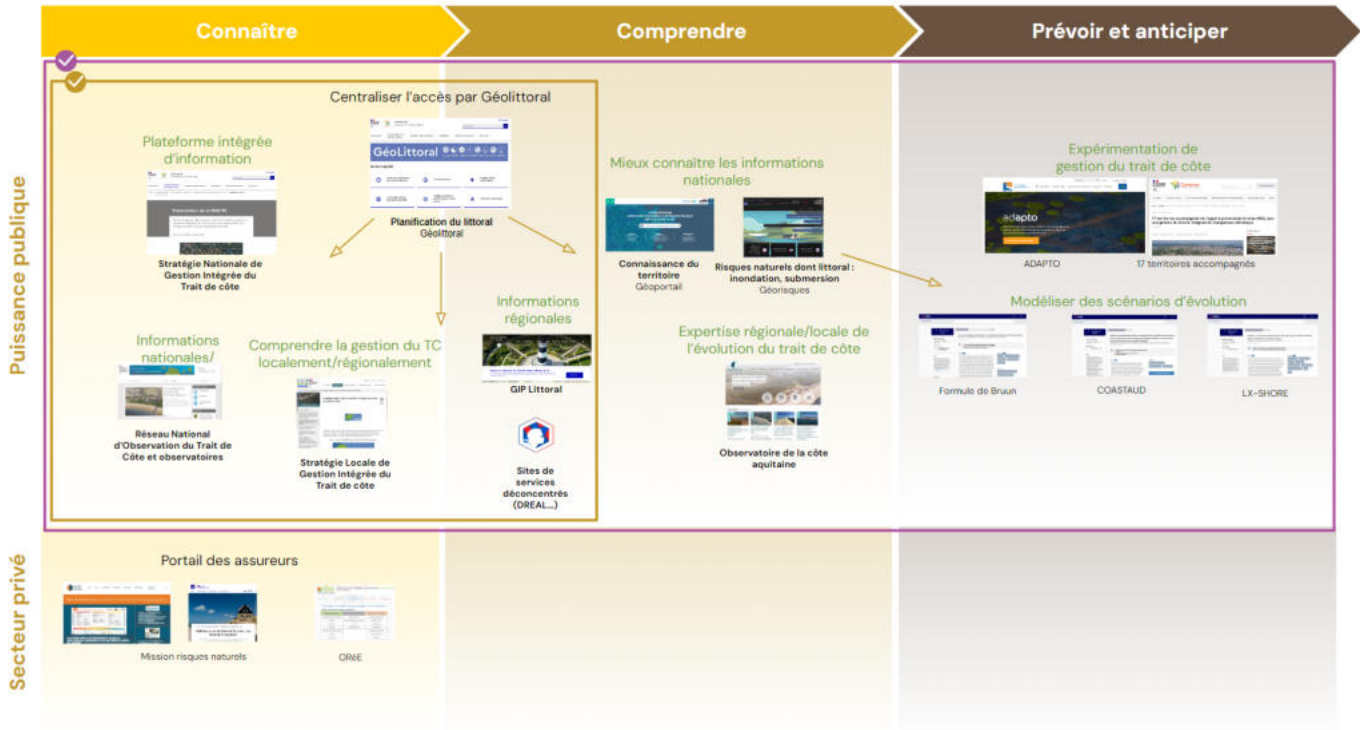 Connaître
Comprendre
Prévoir et anticiper
Puissance publique
Centraliser l'accès par Géolittoral
Plateforme intégrée
d'information
Stratégie Nationale de
Gestion Intégrée du
Trait de côte
GéoLittoral
Planification du littoral
Géolittoral
Informations
nationales/
Réseau National
d'Observation du Trait de
Côte et observatoires
Comprendre la gestion du TC
localement/régionalement
Stratégie Locale de
Gestion Intégrée du
Trait de côte
Informations
régionales
GIP Littoral
Sites de
services
déconcentrés
(DREAL...)
Mieux connaître les informations
nationales
Connaissance du
territoire
Géoportail
Risques naturels dont littoral :
inondation, submersion
Géorisques
Expertise régionale/locale de
l'évolution du trait de côte
Observatoire de la côte
aquitaine
Expérimentation de
gestion du trait de côte
adapto
ADAPTO
17 territoires accompagnés
Modéliser des scénarios d'évolution
Formule de Bruun
COASTAUD
LX-SHORE
Secteur privé
Portail des assureurs
Mission risques naturels
ORéE